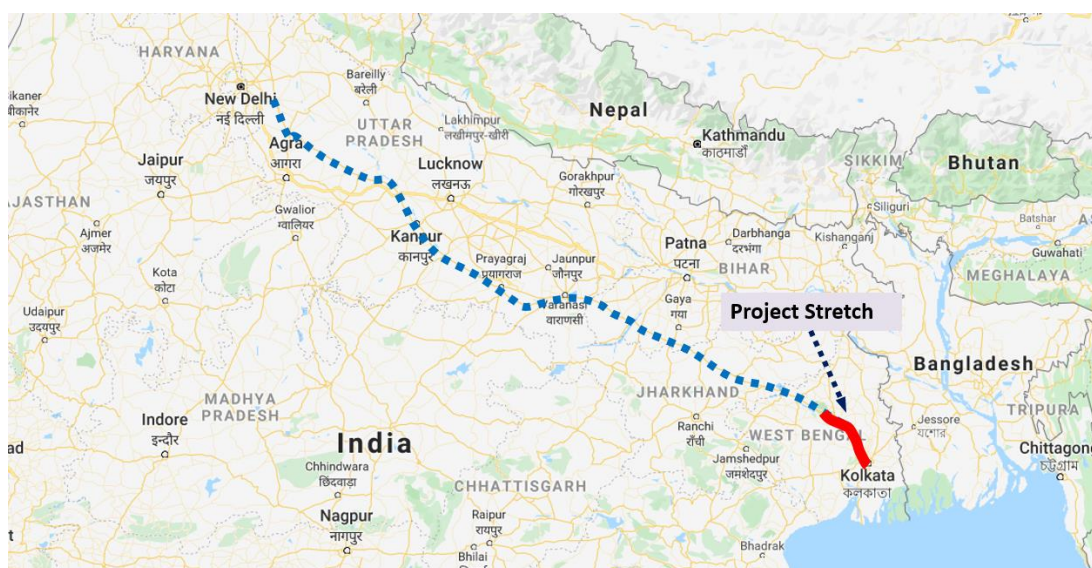 HARYANA
Bareilly
बरेली
ikaner
बीकानेर
New Delhi
नई दिल्ली
UTTAR
PRADESH
Lakhimpur
लखीमपुर-खीरी
Nepal
Kathmandu
काठमाडौं
SIKKIM
Bhutan
Agra
आगरा
Jaipur
जयपुर
Lucknow
लखनऊ
Gorakhpur
गोरखपुर
Siliguri
AJASTHAN
Ajmer
अजमेर
Gwalior
ग्वालियर
Kanpur
कानपुर
Patna
पटना
Darbhanga
दरभंगा
Kishanganj
Batshar
Guwahati
Kota
कोटा
Prayagraj
प्रयागराज
Jaunpur
जौनपुर
BIHAR
MEGHALAYA
Udaipur
उदयपुर
Varanasi
वाराणसी
Gaya
गया
Project Stretch
Bangladesh
MADHYA
PRADESH
JHARKHAND
Indore
इन्दौर
India
Ranchi
राँची
WEST BENGAL
Jessore
যশোর
TRIPURA
ad
Chhindwara
छिंदवाड़ा
Jamshedpur
जमशेदपुर
Kolkata
কলকাতা
Chittagong
চট্টগ্রাম
CHHATTISGARH
Nagpur
नागपुर
Raipur
रायपुर
Bhilai
भिलाई
Bhadrak
t